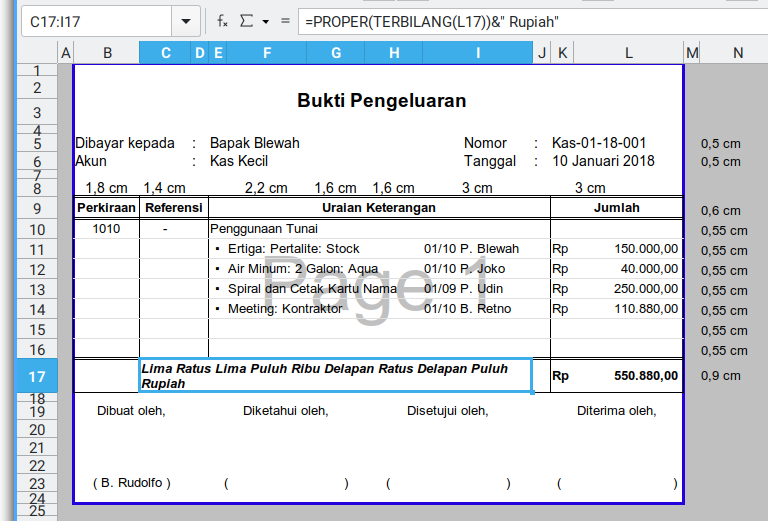 C17:I17 fx Σ = =PROPER(TERBILANG(L17))&" Rupiah"
A B C D E F G H I J K L M N
1
2 Bukti Pengeluaran
3
4
5 Dibayar kepada : Bapak Blewah Nomor : Kas-01-18-001 0,5 cm
6 Akun : Kas Kecil Tanggal : 10 Januari 2018 0,5 cm
7
8 1,8 cm 1,4 cm 2,2 cm 1,6 cm 1,6 cm 3 cm 3 cm
9 Perkiraan Referensi Uraian Keterangan Jumlah 0,6 cm
10 1010 - Penggunaan Tunai 0,55 cm
11 ▪ Ertiga: Pertalite: Stock 01/10 P. Blewah Rp 150.000,00 0,55 cm
12 ▪ Air Minum: 2 Galon: Aqua 01/10 P. Joko Rp 40.000,00 0,55 cm
13 ▪ Spiral dan Cetak Kartu Nama 01/09 P. Udin Rp 250.000,00 0,55 cm
Page 1
14 ▪ Meeting: Kontraktor 01/10 B. Retno Rp 110.880,00 0,55 cm
15 0,55 cm
16 0,55 cm
17 Lima Ratus Lima Puluh Ribu Delapan Ratus Delapan Puluh Rp 550.880,00 0,9 cm
Rupiah
18
19 Dibuat oleh, Diketahui oleh, Disetujui oleh, Diterima oleh,
20
21
22
23 ( B. Rudolfo ) ( ) ( ) ( )
24
25